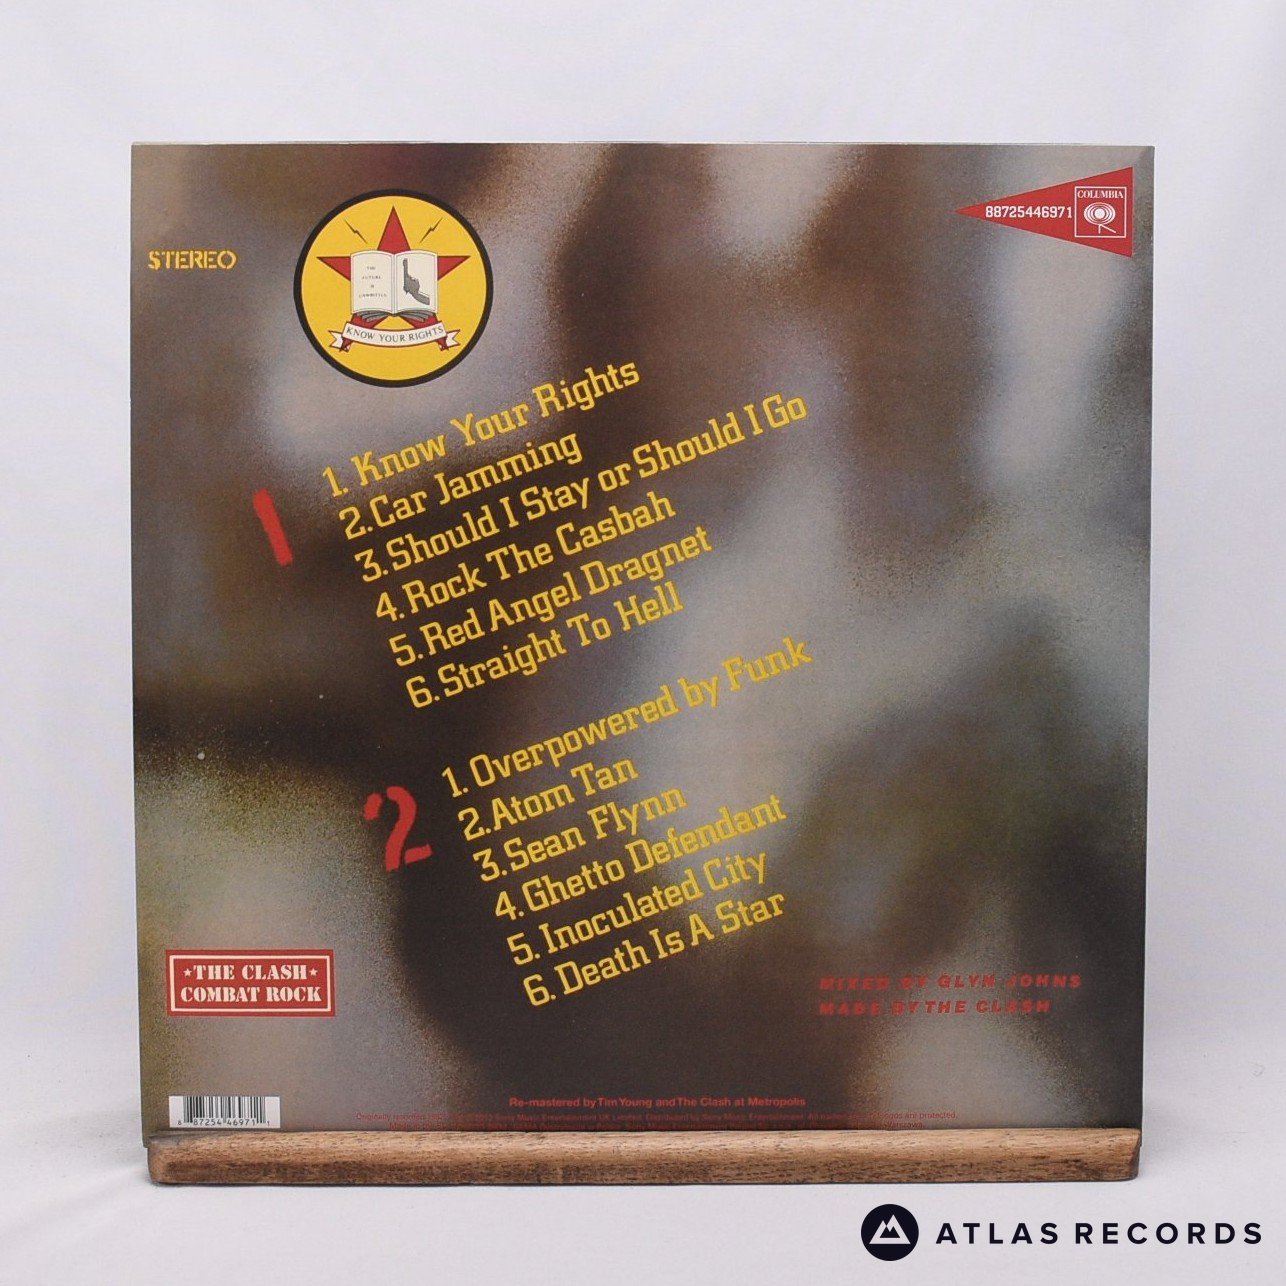 STEREO
88725446971
COLUMBIA
THE
FUTURE
IS
UNWRITTEN
KNOW YOUR RIGHTS
1
1. Know Your Rights
2. Car Jamming
3. Should I Stay or Should I Go
4. Rock The Casbah
5. Red Angel Dragnet
6. Straight To Hell
2
1. Overpowered by Funk
2. Atom Tan
3. Sean Flynn
4. Ghetto Defendant
5. Inoculated City
6. Death Is A Star
THE CLASH
COMBAT ROCK
MIXED BY GLYN JOHNS
MADE BY THE CLASH
Re-mastered by Tim Young and The Clash at Metropolis
8 87254 46971 1
ATLAS RECORDS